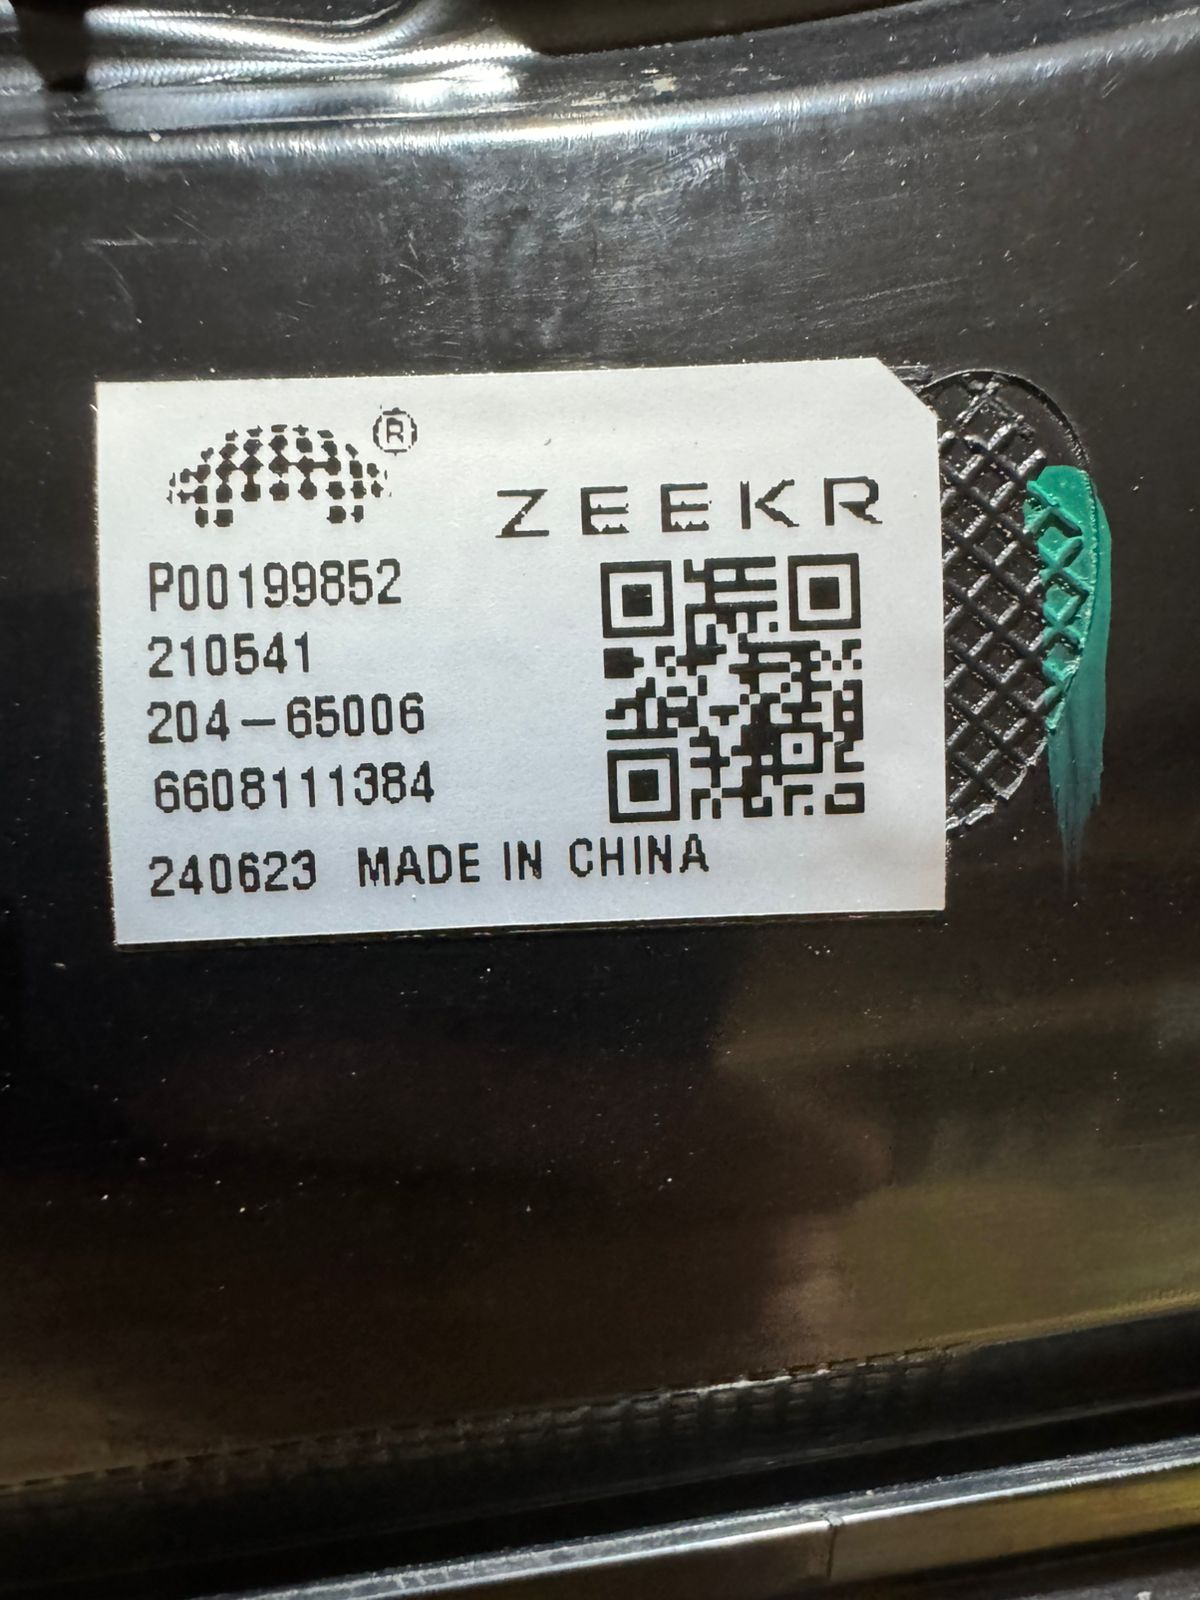 ®
ZEEKR
P00199852
210541
204-65006
6608111384
240623 MADE IN CHINA